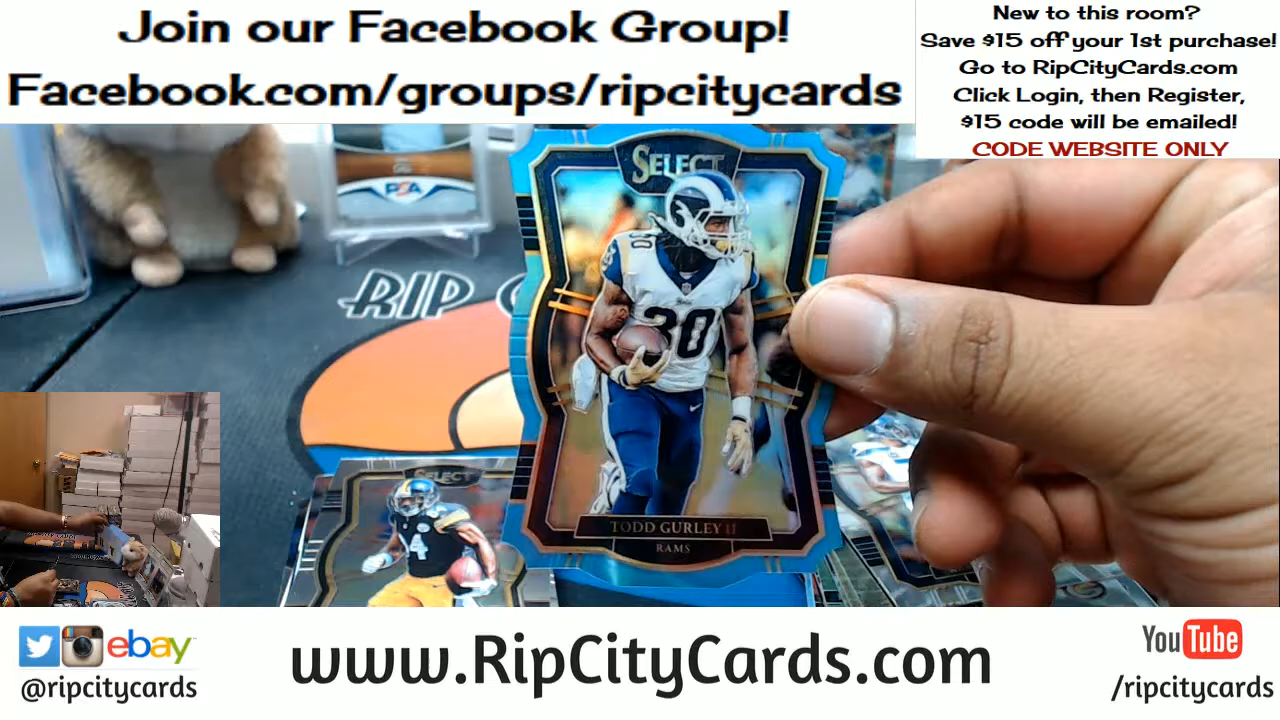 Join our Facebook Group!
Facebook.com/groups/ripcitycards
New to this room?
Save $15 off your 1st purchase!
Go to RipCityCards.com
Click Login, then Register,
$15 code will be emailed!
CODE WEBSITE ONLY
PSA
RIP C
SELECT
30
30
TODD GURLEY II
RAMS
SELECT
4
ebay
@ripcitycards
www.RipCityCards.com
YouTube
/ripcitycards